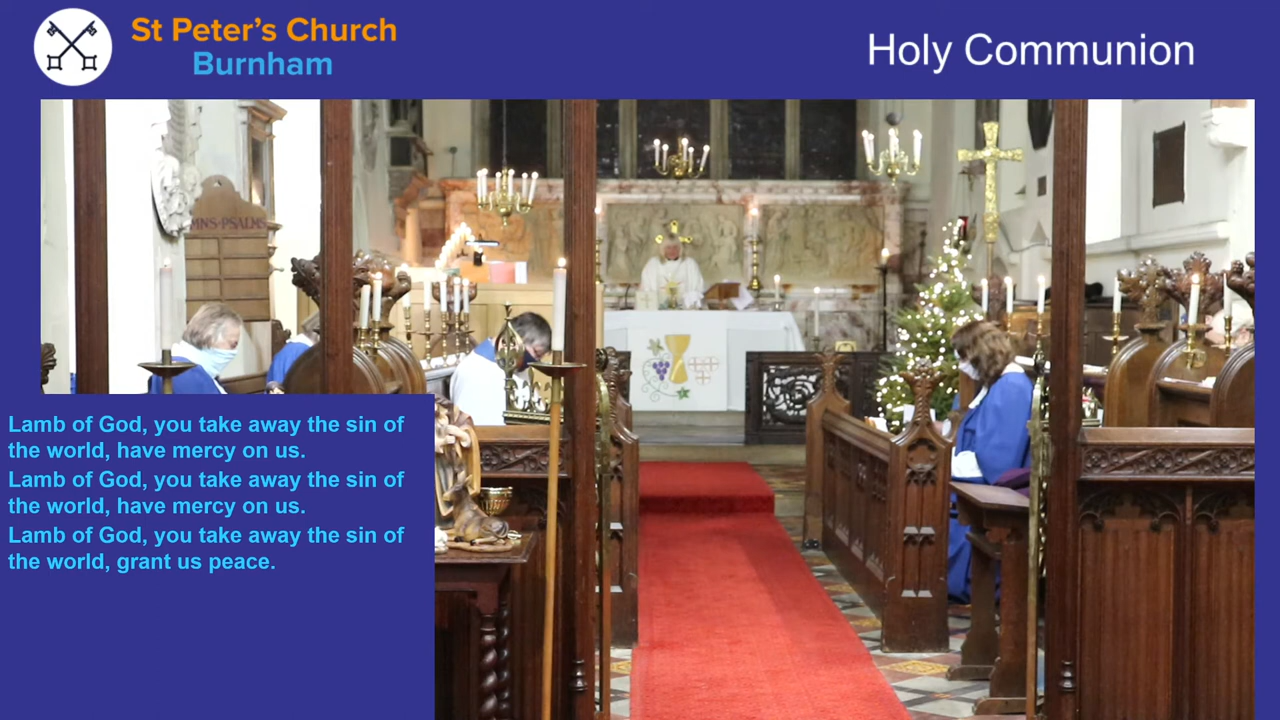 St Peter's Church
Burnham
Holy Communion
MNS·PSALMS
Lamb of God, you take away the sin of
the world, have mercy on us.
Lamb of God, you take away the sin of
the world, have mercy on us.
Lamb of God, you take away the sin of
the world, grant us peace.